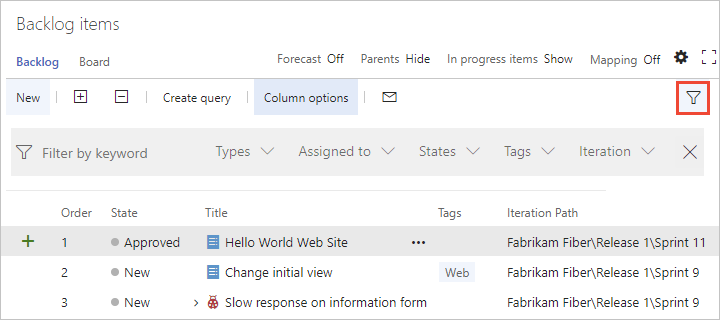 Backlog items
Backlog Board Forecast Off Parents Hide In progress items Show Mapping Off
New Create query Column options
Filter by keyword Types Assigned to States Tags Iteration
Order State Title Tags Iteration Path
1 Approved Hello World Web Site ••• Fabrikam Fiber\Release 1\Sprint 11
2 New Change initial view Web Fabrikam Fiber\Release 1\Sprint 9
3 New Slow response on information form Fabrikam Fiber\Release 1\Sprint 9